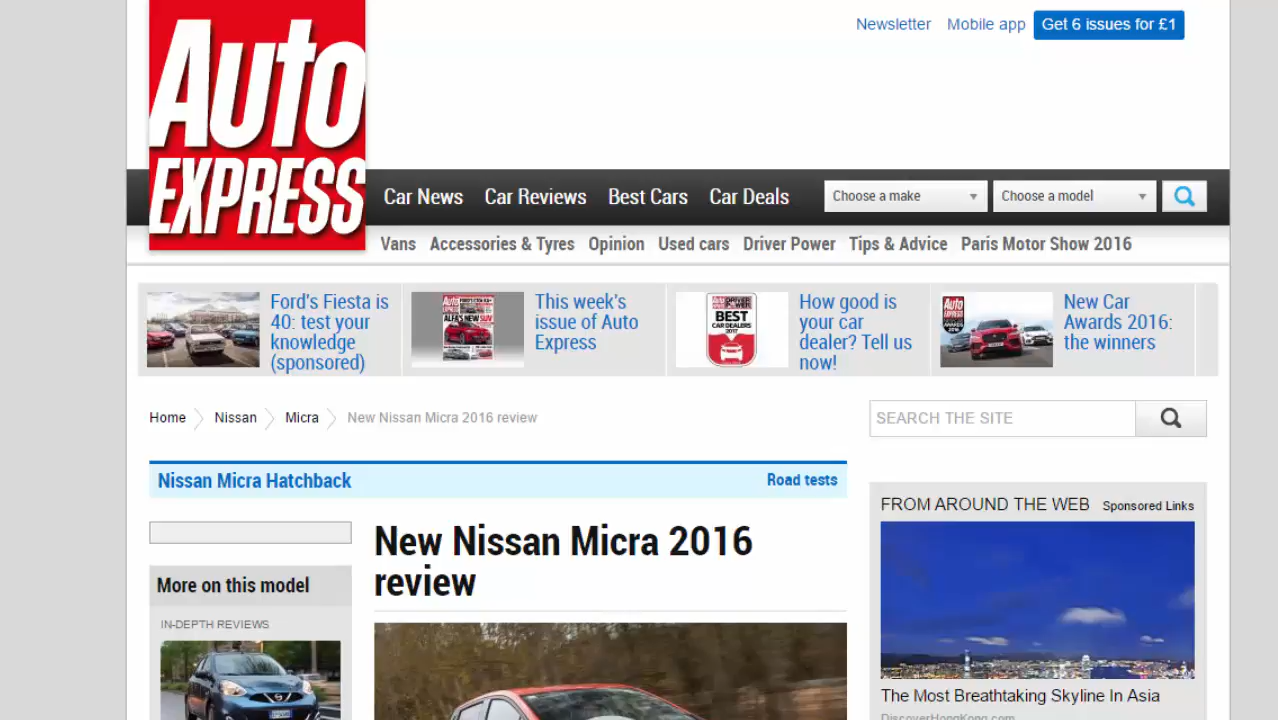 Auto
EXPRESS
Newsletter Mobile app Get 6 issues for £1
Car News Car Reviews Best Cars Car Deals Choose a make Choose a model
Vans Accessories & Tyres Opinion Used cars Driver Power Tips & Advice Paris Motor Show 2016
Ford's Fiesta is
40: test your
knowledge
(sponsored)
This week's
issue of Auto
Express
BEST
How good is
your car
dealer? Tell us
now!
New Car
Awards 2016:
the winners
Home Nissan Micra New Nissan Micra 2016 review
SEARCH THE SITE
Nissan Micra Hatchback Road tests
FROM AROUND THE WEB Sponsored Links
New Nissan Micra 2016
review
More on this model
IN-DEPTH REVIEWS
The Most Breathtaking Skyline In Asia
DiscoverHongKong.com